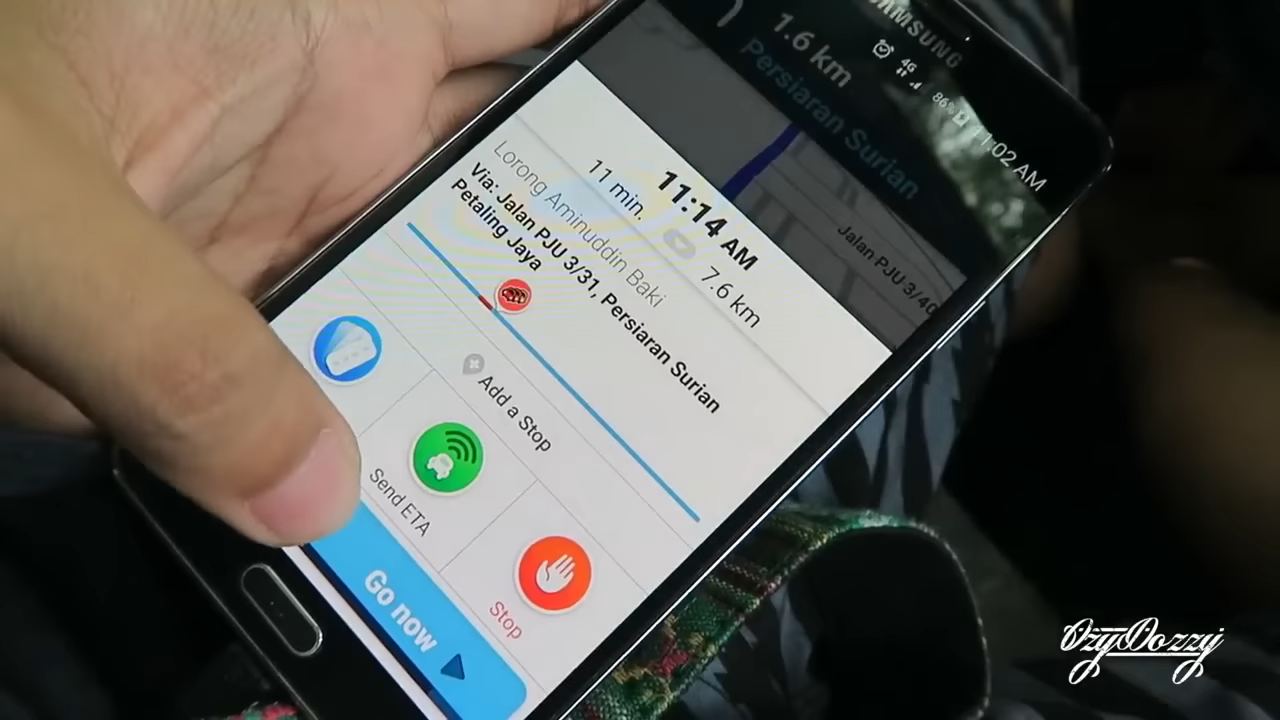 SAMSUNG
4G 86% 11:02 AM
1.6 km
Persiaran Surian
Jalan PJU 3/40
11:14 AM
11 min. 7.6 km
Lorong Aminuddin Baki
Via: Jalan PJU 3/31, Persiaran Surian
Petaling Jaya
Add a Stop
Send ETA
Stop
Go now
OzyOozzy